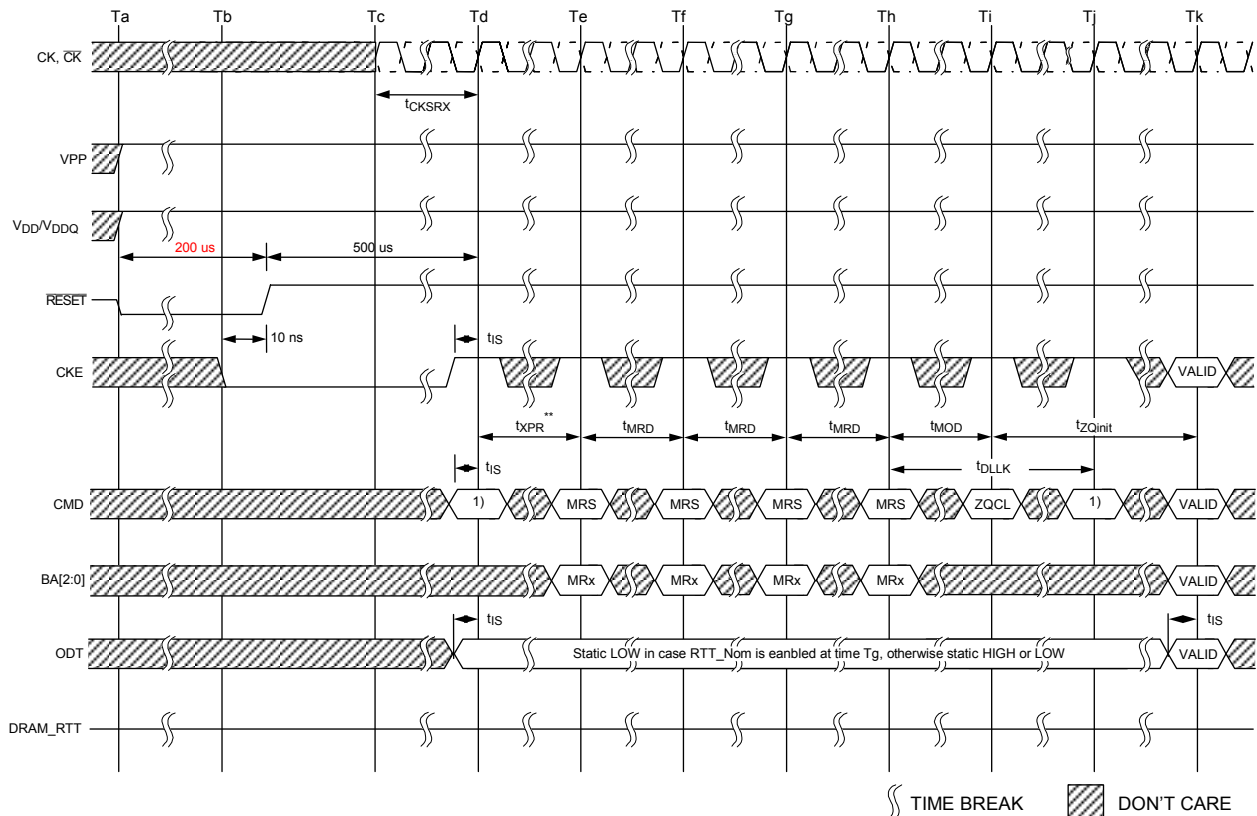 Ta Tb Tc Td Te Tf Tg Th Ti Tj Tk
CK, CK
tCKSRX
VPP
VDD/VDDQ
200 us 500 us
RESET
10 ns tIS
CKE VALID
tXPR** tMRD tMRD tMRD tMOD tZQinit
tIS tDLLK
CMD 1) MRS MRS MRS MRS ZQCL 1) VALID
BA[2:0] MRx MRx MRx MRx VALID
tIS tIS
ODT Static LOW in case RTT_Nom is eanbled at time Tg, otherwise static HIGH or LOW VALID
DRAM_RTT
TIME BREAK DON'T CARE